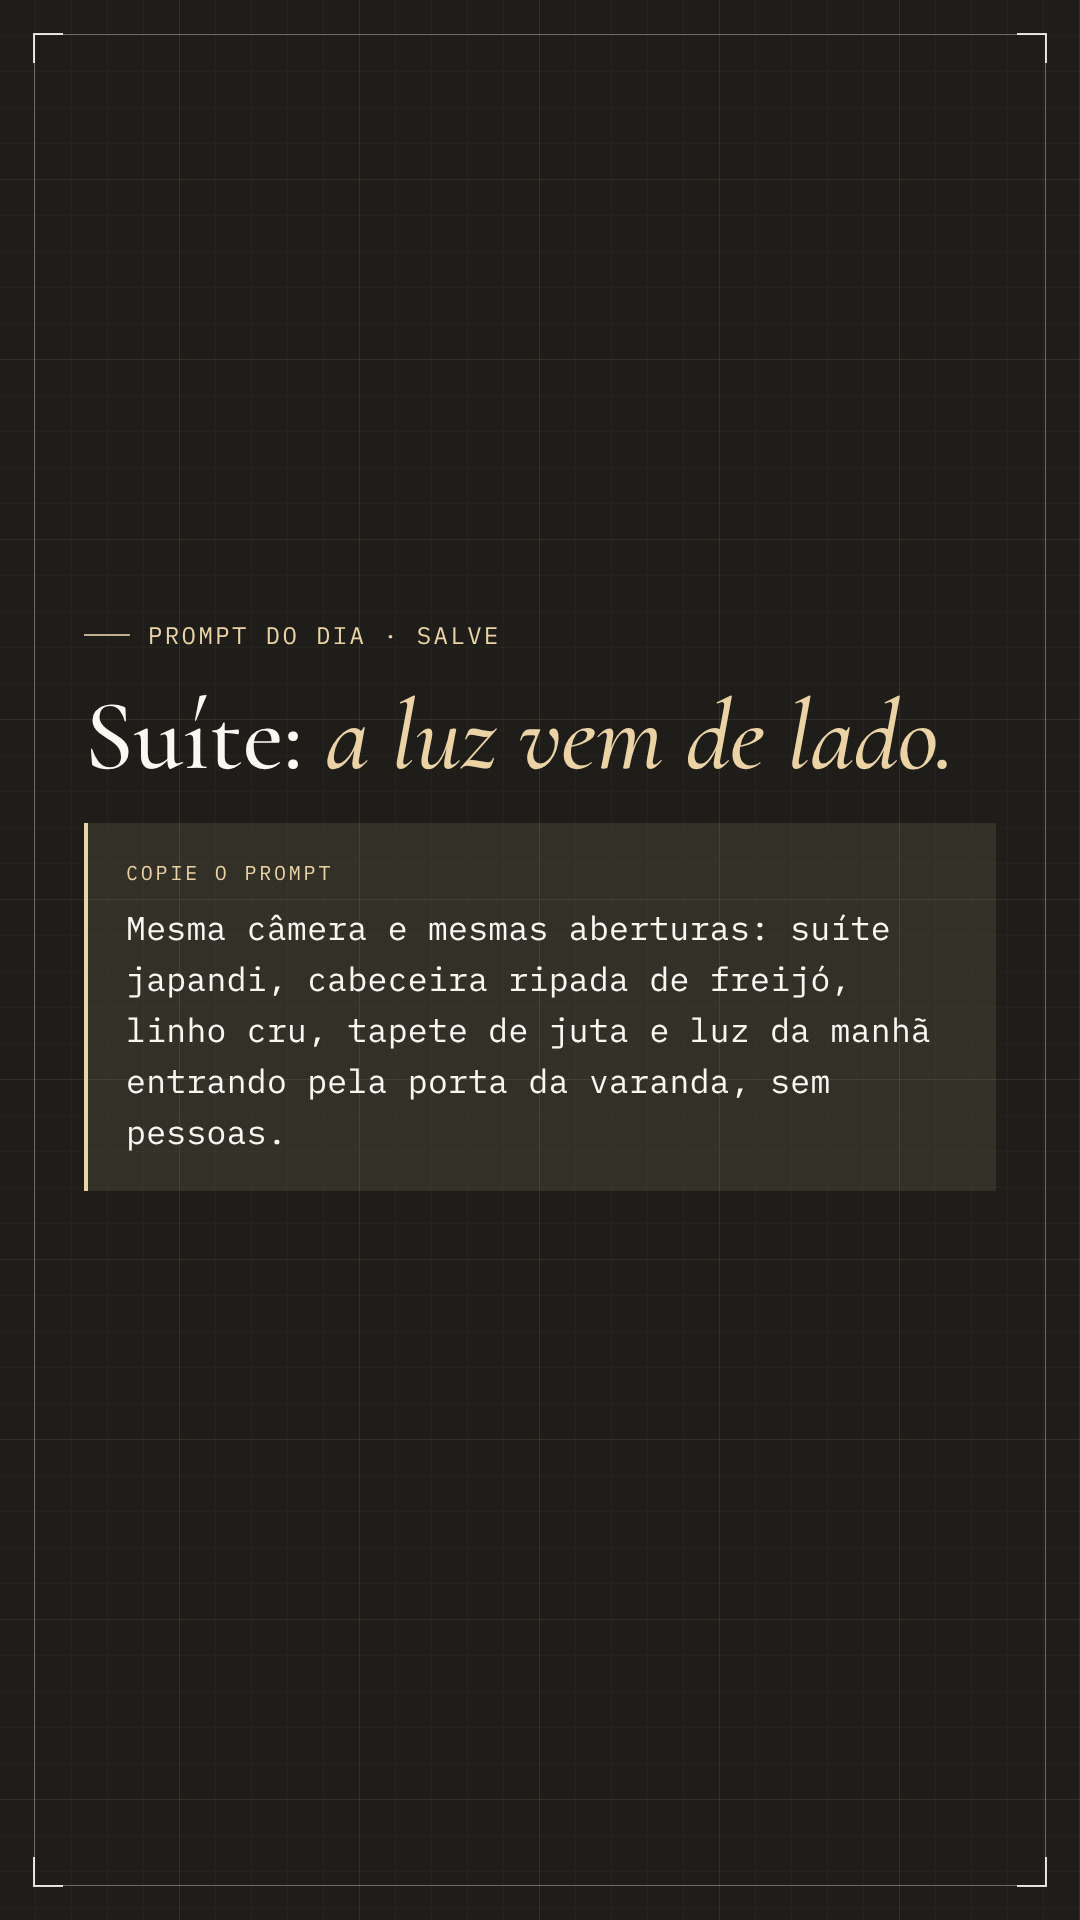 PROMPT DO DIA · SALVE
Suíte: a luz vem de lado.
COPIE O PROMPT
Mesma câmera e mesmas aberturas: suíte
japandi, cabeceira ripada de freijó,
linho cru, tapete de juta e luz da manhã
entrando pela porta da varanda, sem
pessoas.